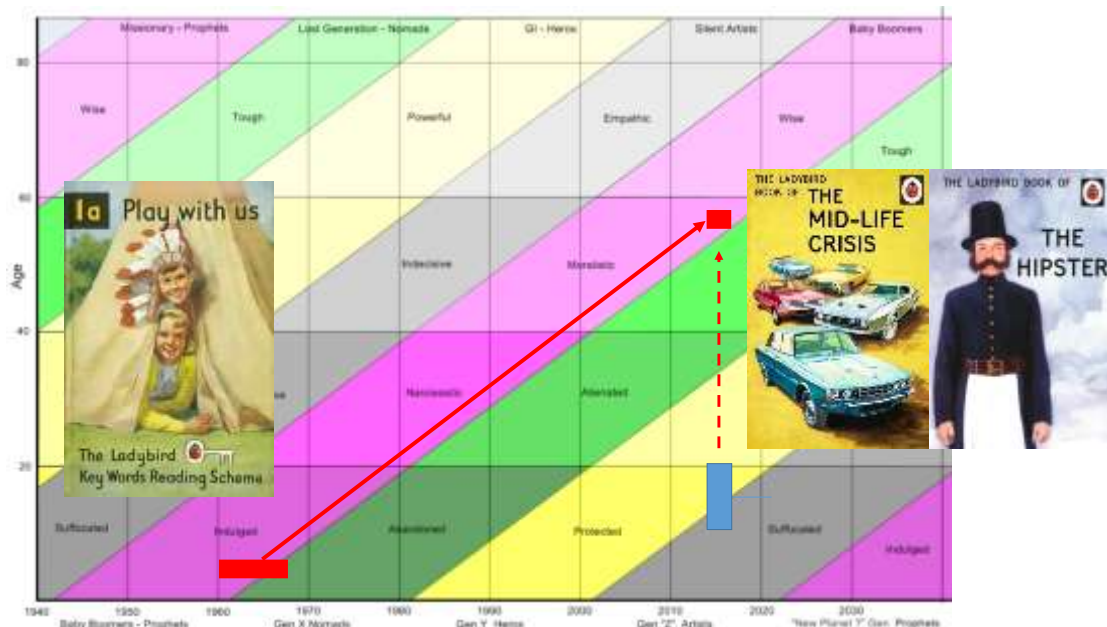 Missionary - Prophets
Lost Generation - Nomads
GI - Heros
Silent Artists
Baby Boomers
80
Wise
Tough
Powerful
Empathic
Wise
Tough
60
1a Play with us
The Ladybird
Key Words Reading Scheme
THE LADYBIRD
BOOK OF THE
MID-LIFE
CRISIS
THE LADYBIRD BOOK OF
THE
HIPSTER
Age
Indecisive
Moralistic
40
Narcissistic
Alienated
20
Suffocated
Indulged
Abandoned
Protected
Suffocated
Indulged
1940
1950
1960
1970
1980
1990
2000
2010
2020
2030
Baby Boomers - Prophets
Gen X Nomads
Gen Y, Heros
Gen "Z", Artists
"New Planet ?" Gen, Prophets